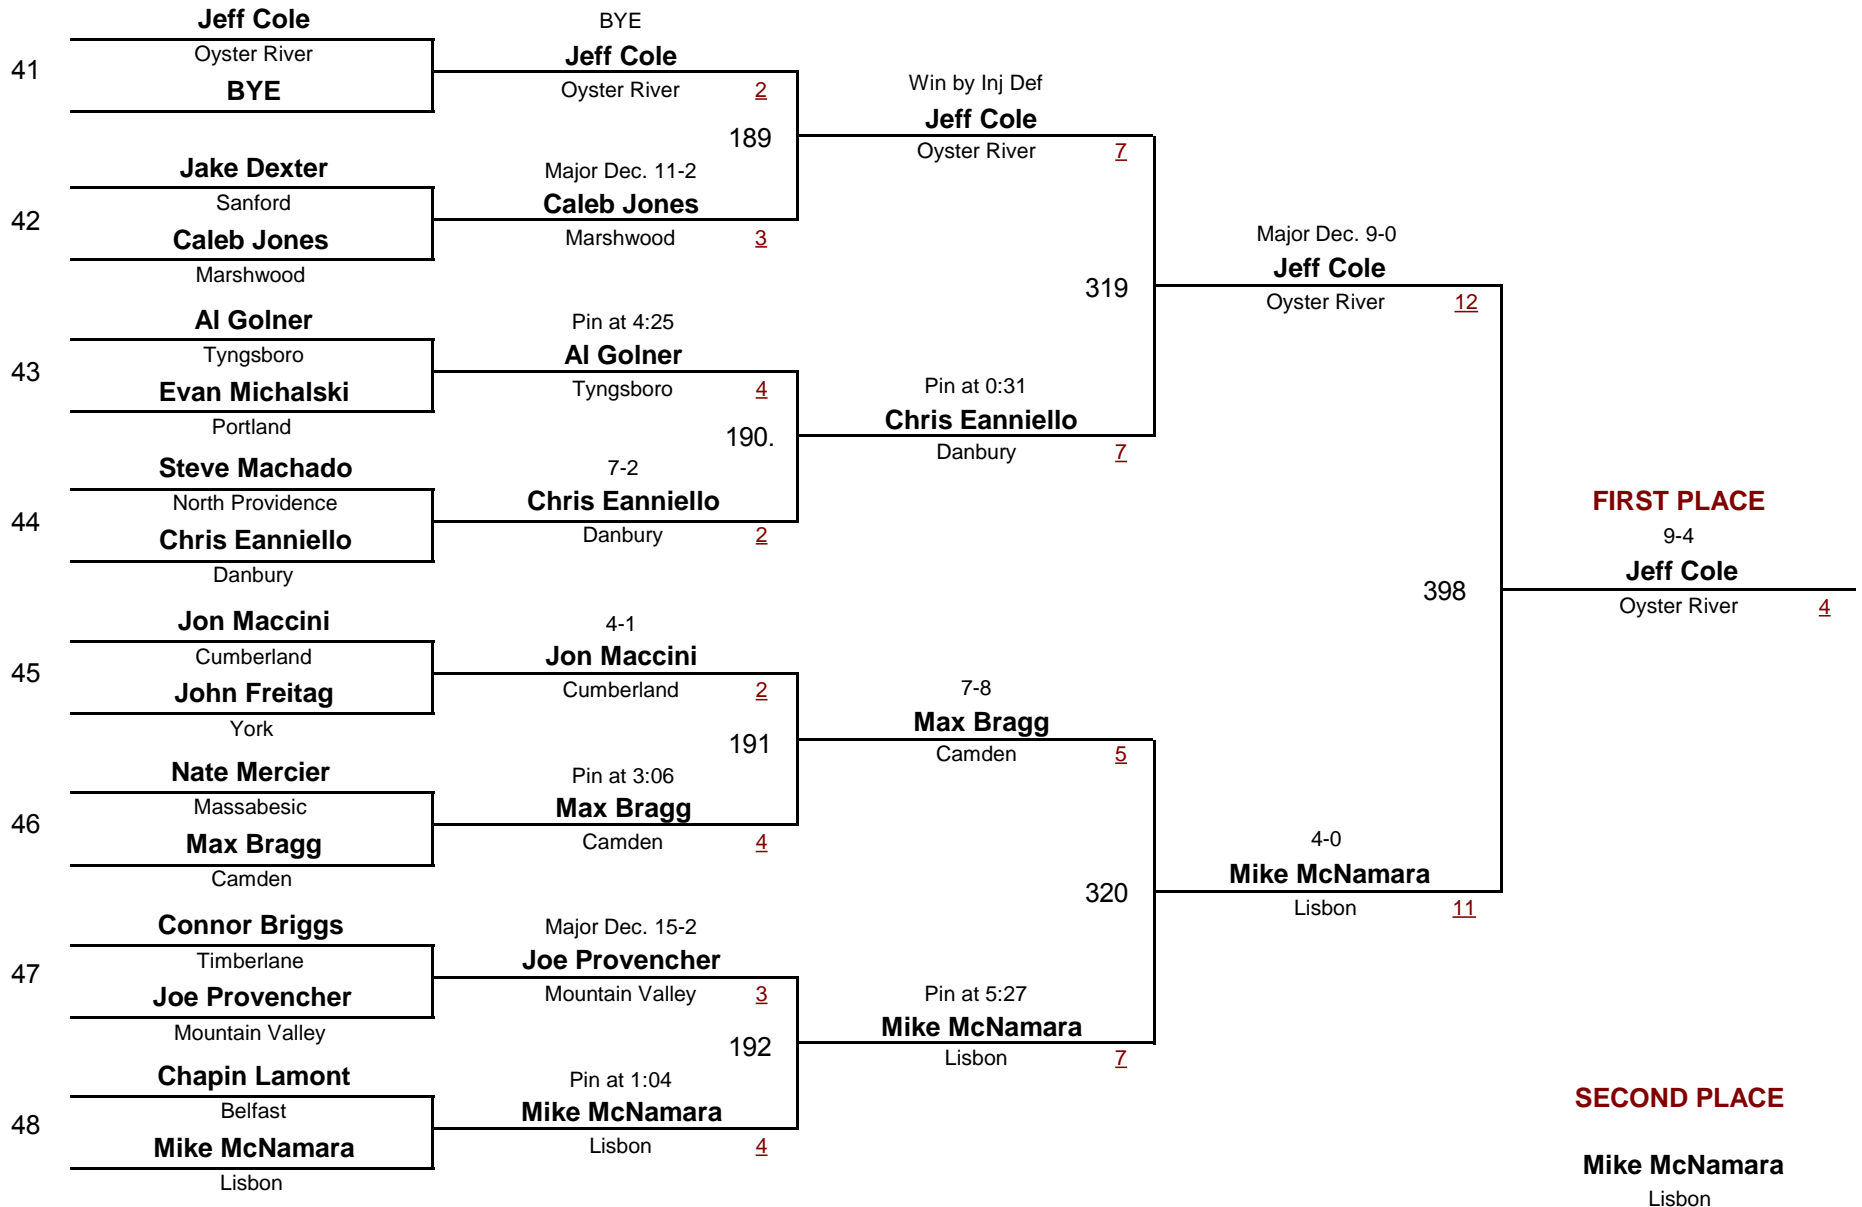 Jeff Cole
Oyster River
41
BYE
Jake Dexter
Sanford
42
Caleb Jones
Marshwood
Al Golner
Tyngsboro
43
Evan Michalski
Portland
Steve Machado
North Providence
44
Chris Eanniello
Danbury
Jon Maccini
Cumberland
45
John Freitag
York
Nate Mercier
Massabesic
46
Max Bragg
Camden
Connor Briggs
Timberlane
47
Joe Provencher
Mountain Valley
Chapin Lamont
Belfast
48
Mike McNamara
Lisbon
BYE
Jeff Cole
Oyster River 2
189
Major Dec. 11-2
Caleb Jones
Marshwood 3
Pin at 4:25
Al Golner
Tyngsboro 4
190.
7-2
Chris Eanniello
Danbury 2
4-1
Jon Maccini
Cumberland 2
191
Pin at 3:06
Max Bragg
Camden 4
Major Dec. 15-2
Joe Provencher
Mountain Valley 3
192
Pin at 1:04
Mike McNamara
Lisbon 4
Win by Inj Def
Jeff Cole
Oyster River 7
319
Pin at 0:31
Chris Eanniello
Danbury 7
7-8
Max Bragg
Camden 5
320
Pin at 5:27
Mike McNamara
Lisbon 7
Major Dec. 9-0
Jeff Cole
Oyster River 12
398
4-0
Mike McNamara
Lisbon 11
FIRST PLACE
9-4
Jeff Cole
Oyster River 4
SECOND PLACE
Mike McNamara
Lisbon